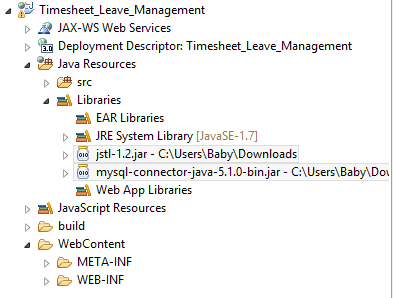 Timesheet_Leave_Management
JAX-WS Web Services
Deployment Descriptor: Timesheet_Leave_Management
Java Resources
src
Libraries
EAR Libraries
JRE System Library [JavaSE-1.7]
jstl-1.2.jar - C:\Users\Baby\Downloads
mysql-connector-java-5.1.0-bin.jar - C:\Users\Baby\Dow
Web App Libraries
JavaScript Resources
build
WebContent
META-INF
WEB-INF